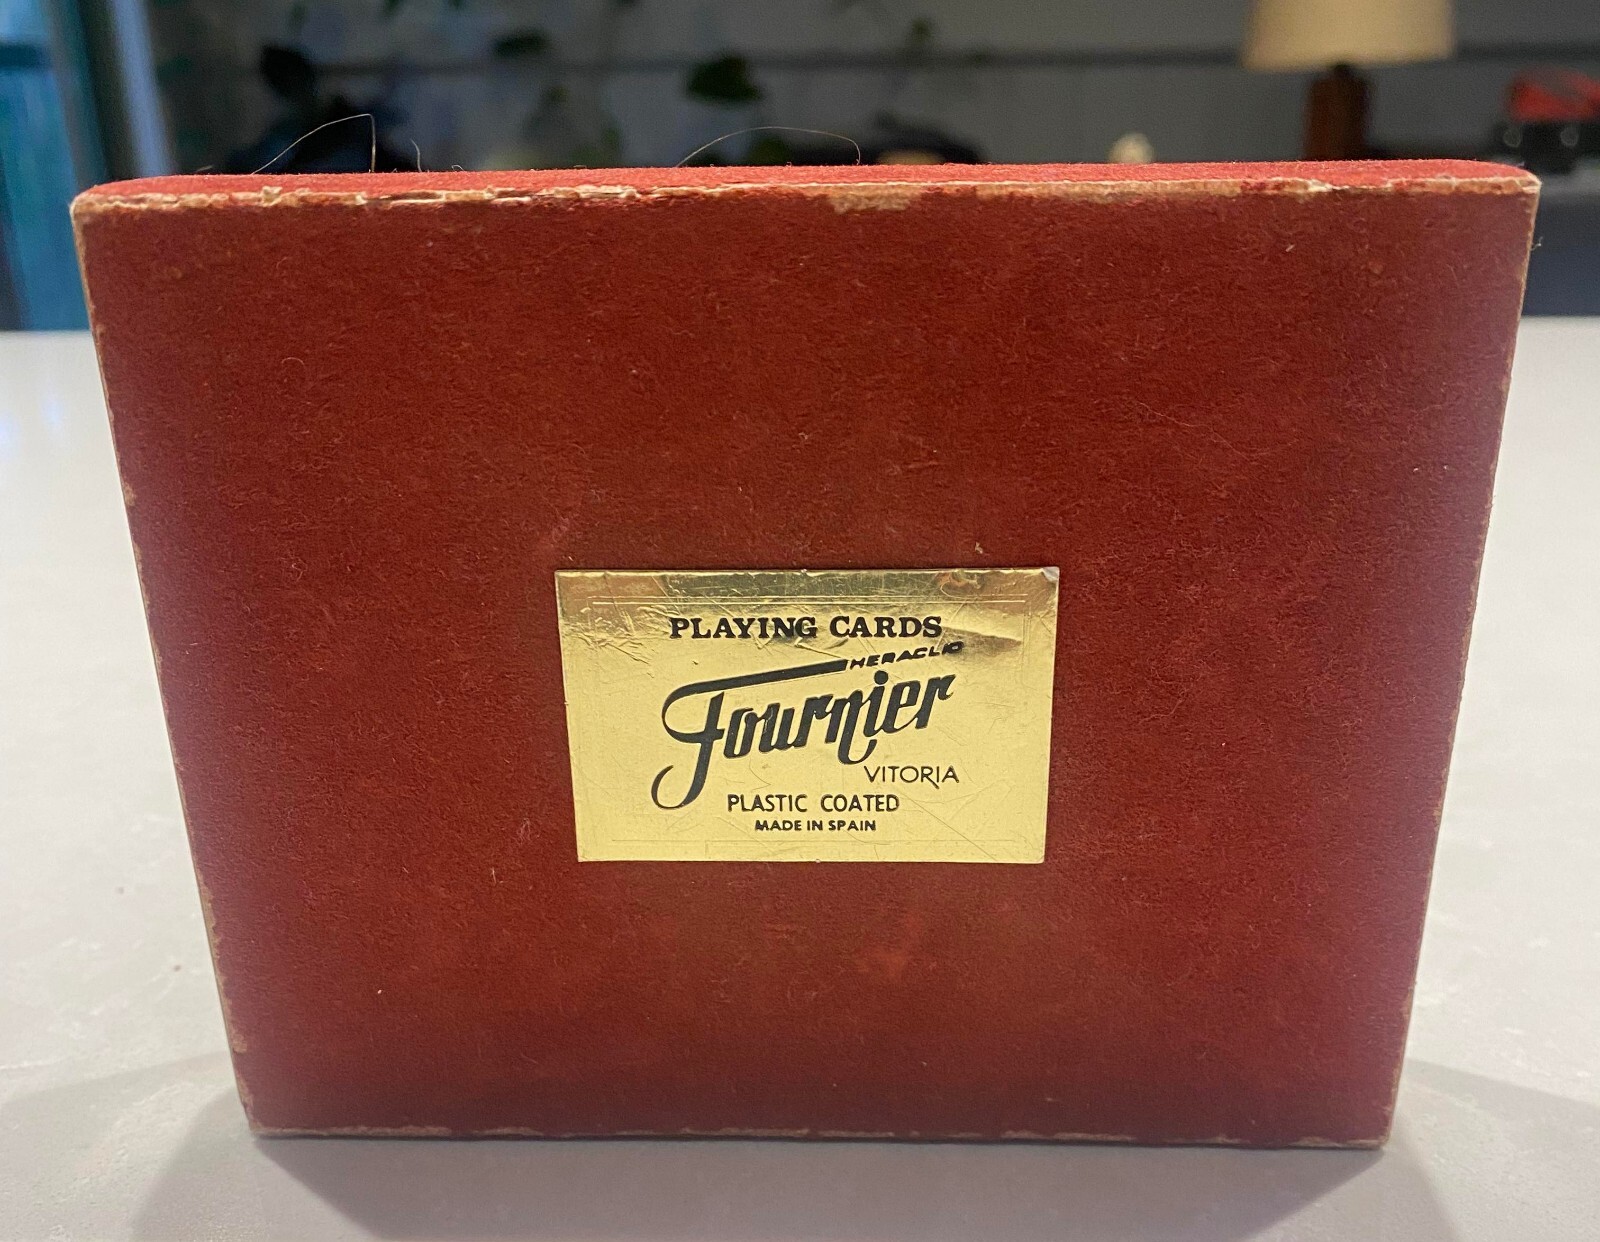 PLAYING CARDS
HERACLIO
Fournier
VITORIA
PLASTIC COATED
MADE IN SPAIN